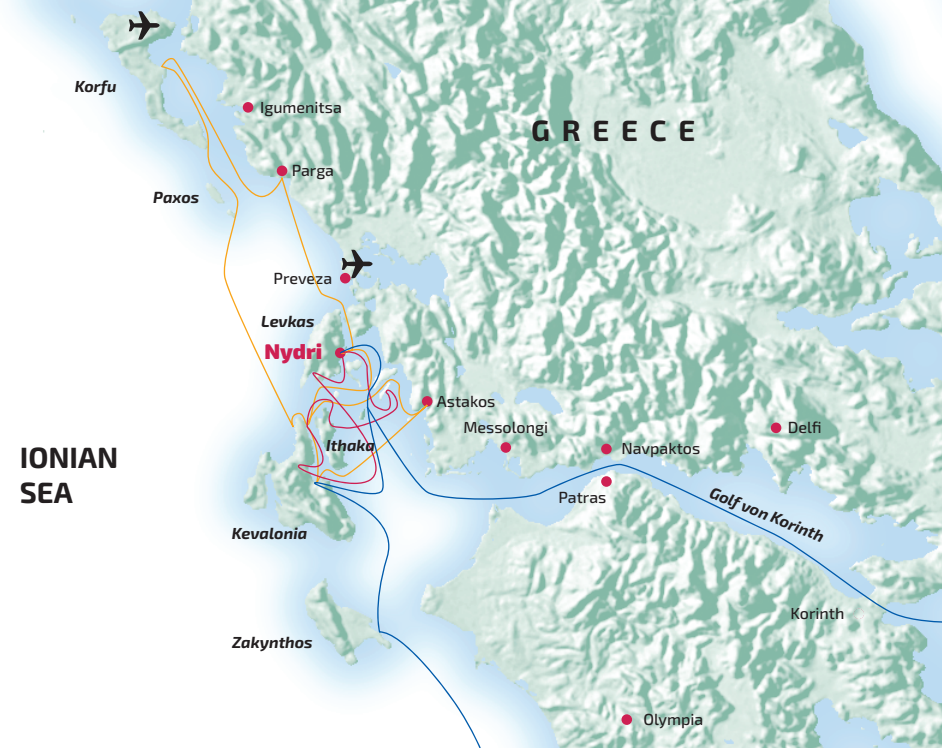 Korfu
Igumenitsa
GREECE
Parga
Paxos
Preveza
Levkas
Nydri
Astakos
Messolongi
Delfi
Ithaka
Navpaktos
IONIAN
SEA
Patras
Golf von Korinth
Kevalonia
Korinth
Zakynthos
Olympia